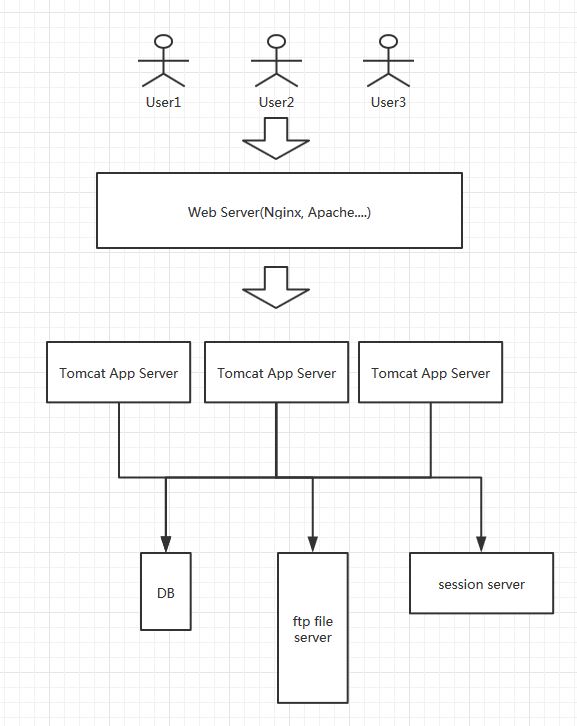 User1
User2
User3
Web Server(Nginx, Apache....)
Tomcat App Server
Tomcat App Server
Tomcat App Server
DB
ftp file
server
session server